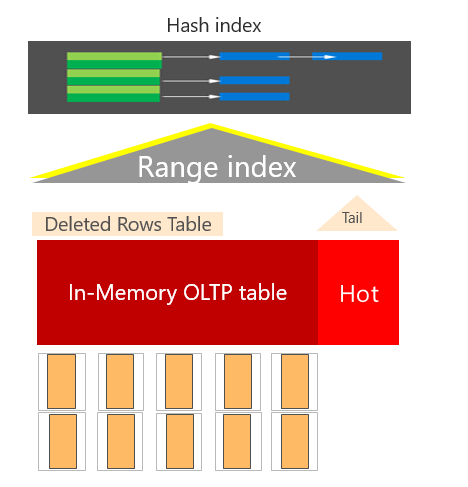 Hash index
Range index
Deleted Rows Table
Tail
In-Memory OLTP table
Hot